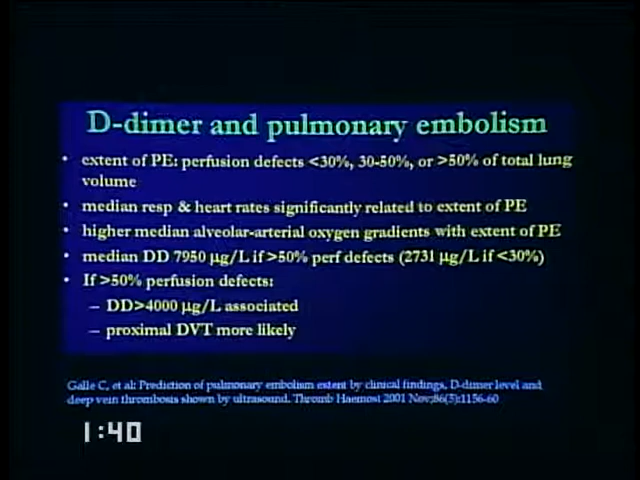 D-dimer and pulmonary embolism
• extent of PE: perfusion defects <30%, 30-50%, or >50% of total lung
volume
• median resp & heart rates significantly related to extent of PE
• higher median alveolar-arterial oxygen gradients with extent of PE
• median DD 7950 µg/L if >50% perf defects (2731 µg/L if <30%)
• If >50% perfusion defects:
– DD>4000 µg/L associated
– proximal DVT more likely
Galle C, et al: Prediction of pulmonary embolism extent by clinical findings, D-dimer level and
deep vein thrombosis shown by ultrasound. Thromb Haemost 2001 Nov;86(5):1156-60
1:40